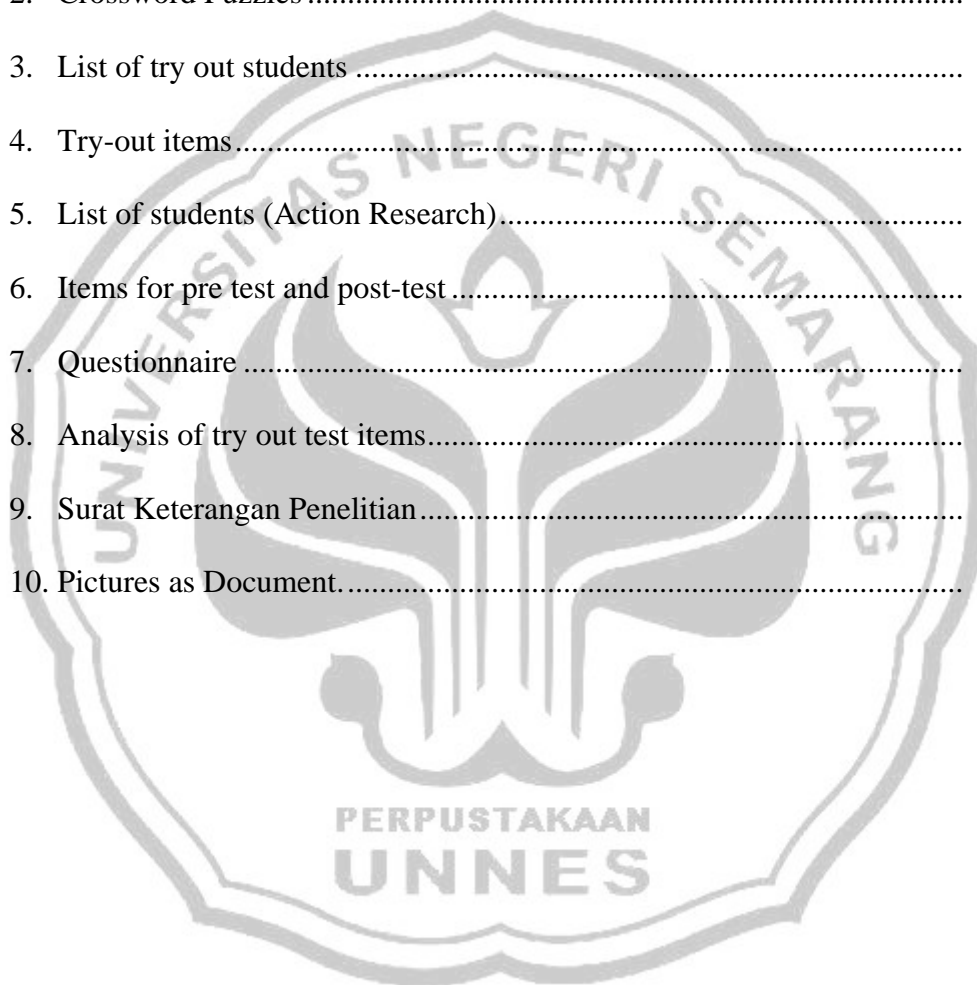 2. Crossword Puzzles ................................................................................
3. List of try out students ..........................................................................
4. Try-out items.........................................................................................
5. List of students (Action Research)........................................................
6. Items for pre test and post-test ..............................................................
7. Questionnaire ........................................................................................
8. Analysis of try out test items.................................................................
9. Surat Keterangan Penelitian..................................................................
10. Pictures as Document...........................................................................
UNIVERSITAS NEGERI SEMARANG
PERPUSTAKAAN
UNNES